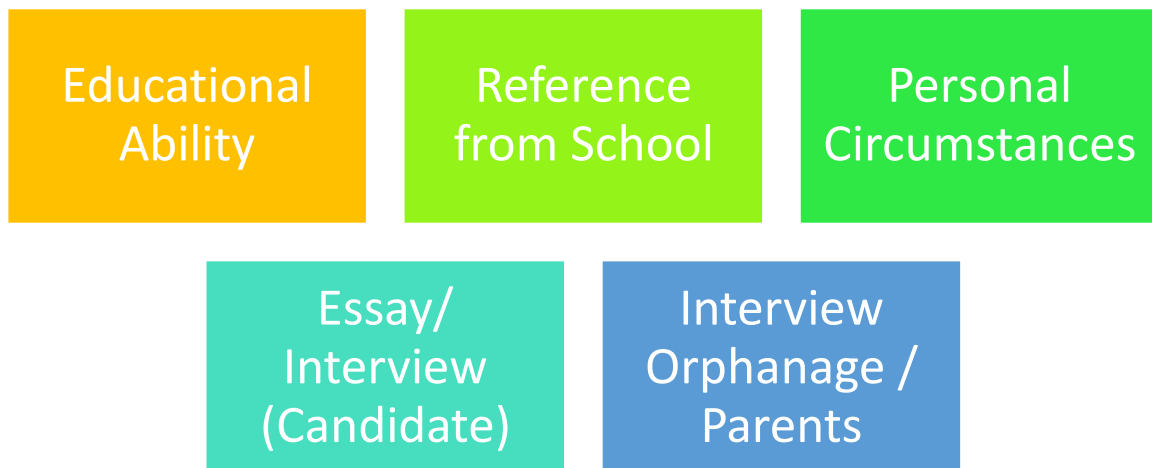 Educational
Ability
Reference
from School
Personal
Circumstances
Essay/
Interview
(Candidate)
Interview
Orphanage /
Parents